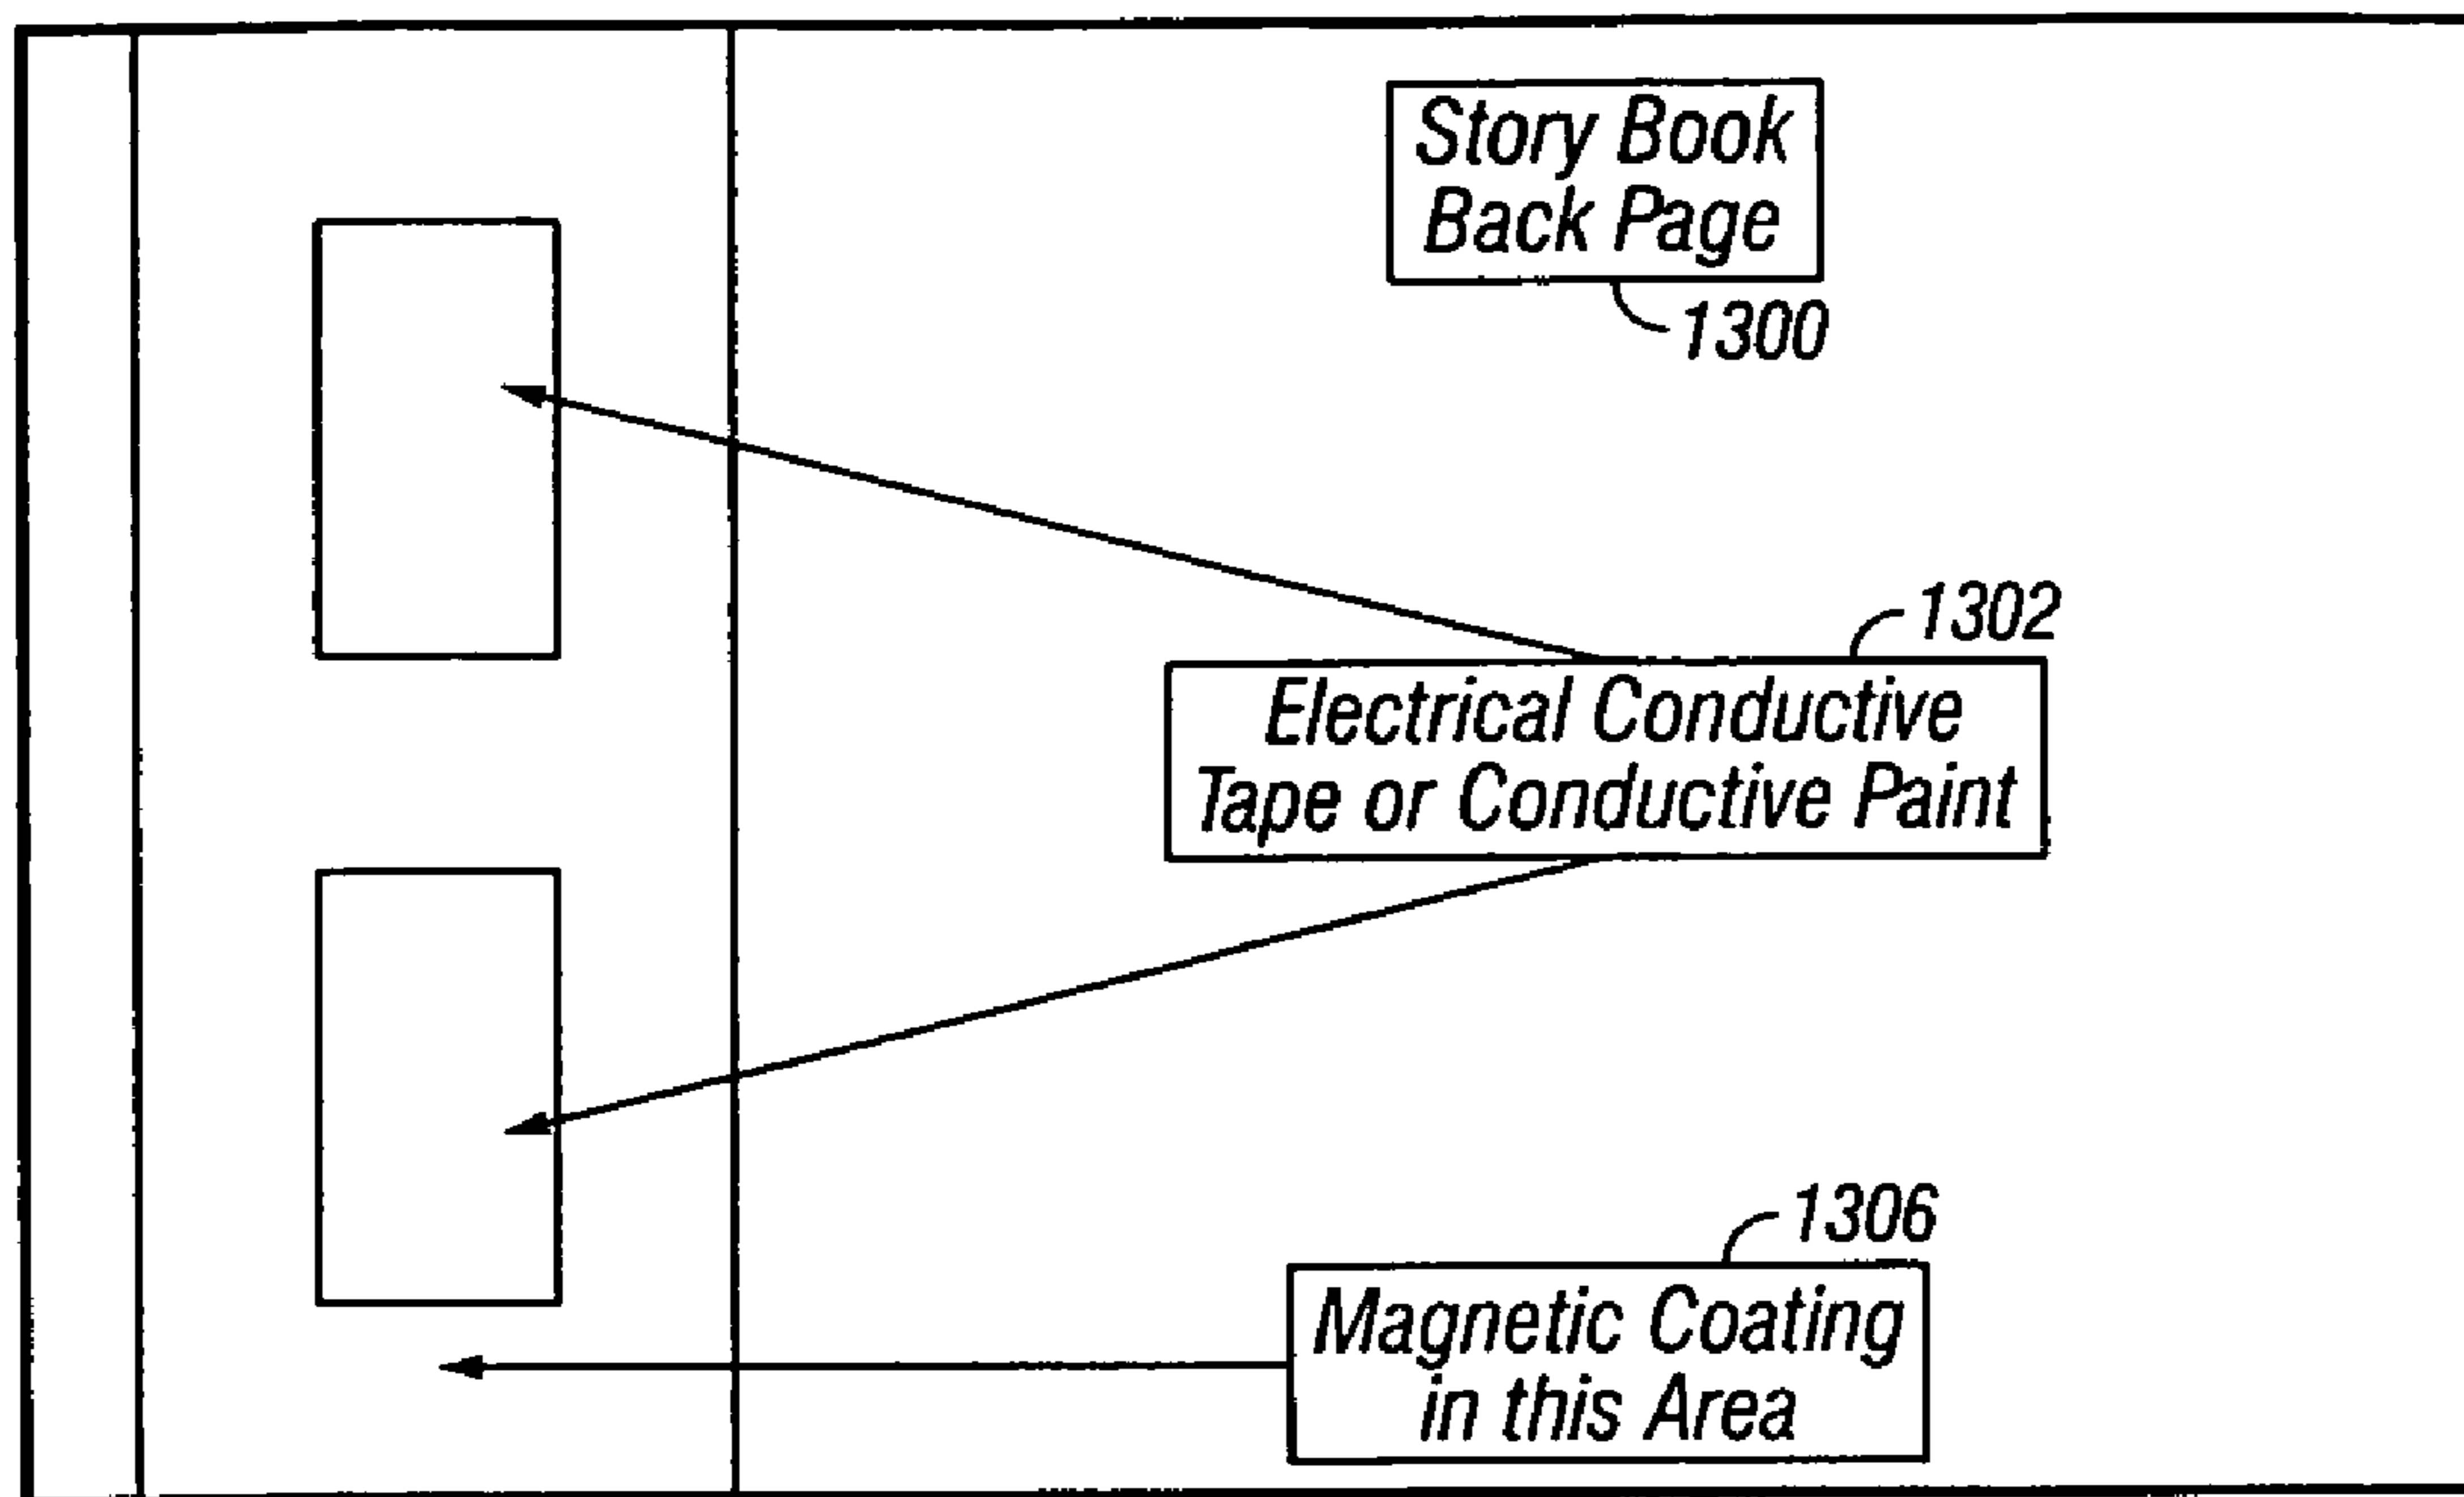 Story Book
Back Page
1300
1302
Electrical Conductive
Tape or Conductive Paint
1306
Magnetic Coating
in this Area